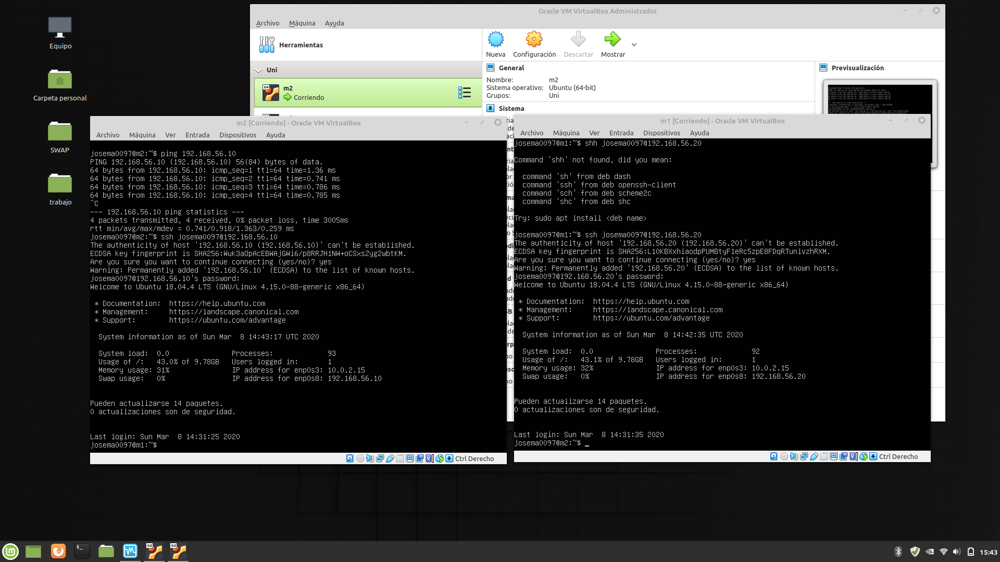 Equipo
Carpeta personal
SWAP
trabajo
Oracle VM VirtualBox Administrador
Archivo Máquina Ayuda
Herramientas
Nueva Configuración Descartar Mostrar
Uni
64
m2
Corriendo
General
Nombre: m2
Sistema operativo: Ubuntu (64-bit)
Grupos: Uni
Sistema
Previsualización
m2 [Corriendo] - Oracle VM VirtualBox
Archivo Máquina Ver Entrada Dispositivos Ayuda
josema0097@m2:~$ ping 192.168.56.10
PING 192.168.56.10 (192.168.56.10) 56(84) bytes of data.
64 bytes from 192.168.56.10: icmp_seq=1 ttl=64 time=1.36 ms
64 bytes from 192.168.56.10: icmp_seq=2 ttl=64 time=0.741 ms
64 bytes from 192.168.56.10: icmp_seq=3 ttl=64 time=0.786 ms
64 bytes from 192.168.56.10: icmp_seq=4 ttl=64 time=0.785 ms
^C
--- 192.168.56.10 ping statistics ---
4 packets transmitted, 4 received, 0% packet loss, time 3005ms
rtt min/avg/max/mdev = 0.741/0.918/1.363/0.259 ms
josema0097@m2:~$ ssh josema0097@192.168.56.10
The authenticity of host '192.168.56.10 (192.168.56.10)' can't be established.
ECDSA key fingerprint is SHA256:Wuk3aOpAcEBWAjGWi6/p8RRJH1NW+oCSxsZyg2wbtKM.
Are you sure you want to continue connecting (yes/no)? yes
Warning: Permanently added '192.168.56.10' (ECDSA) to the list of known hosts.
josema0097@192.168.56.10's password:
Welcome to Ubuntu 18.04.4 LTS (GNU/Linux 4.15.0-88-generic x86_64)
* Documentation: https://help.ubuntu.com
* Management: https://landscape.canonical.com
* Support: https://ubuntu.com/advantage
System information as of Sun Mar 8 14:43:17 UTC 2020
System load: 0.0 Processes: 93
Usage of /: 43.0% of 9.78GB Users logged in: 1
Memory usage: 31% IP address for enp0s3: 10.0.2.15
Swap usage: 0% IP address for enp0s8: 192.168.56.10
Pueden actualizarse 14 paquetes.
0 actualizaciones son de seguridad.
Last login: Sun Mar 8 14:31:25 2020
josema0097@m1:~$
Ctrl Derecho
m1 [Corriendo] - Oracle VM VirtualBox
Archivo Máquina Ver Entrada Dispositivos Ayuda
josema0097@m1:~$ shh josema0097@192.168.56.20
Command 'shh' not found, did you mean:
command 'sh' from deb dash
command 'ssh' from deb openssh-client
command 'sch' from deb scheme2c
command 'shc' from deb shc
Try: sudo apt install <deb name>
josema0097@m1:~$ ssh josema0097@192.168.56.20
The authenticity of host '192.168.56.20 (192.168.56.20)' can't be established.
ECDSA key fingerprint is SHA256:L1OKBXxhiaodpPUMBtyF1eRc5zpE8FDqRTunlvzhRXM.
Are you sure you want to continue connecting (yes/no)? yes
Warning: Permanently added '192.168.56.20' (ECDSA) to the list of known hosts.
josema0097@192.168.56.20's password:
Welcome to Ubuntu 18.04.4 LTS (GNU/Linux 4.15.0-88-generic x86_64)
* Documentation: https://help.ubuntu.com
* Management: https://landscape.canonical.com
* Support: https://ubuntu.com/advantage
System information as of Sun Mar 8 14:42:35 UTC 2020
System load: 0.0 Processes: 92
Usage of /: 43.1% of 9.78GB Users logged in: 1
Memory usage: 32% IP address for enp0s3: 10.0.2.15
Swap usage: 0% IP address for enp0s8: 192.168.56.20
Pueden actualizarse 14 paquetes.
0 actualizaciones son de seguridad.
Last login: Sun Mar 8 14:31:35 2020
josema0097@m2:~$ _
Ctrl Derecho
64
64
15:43